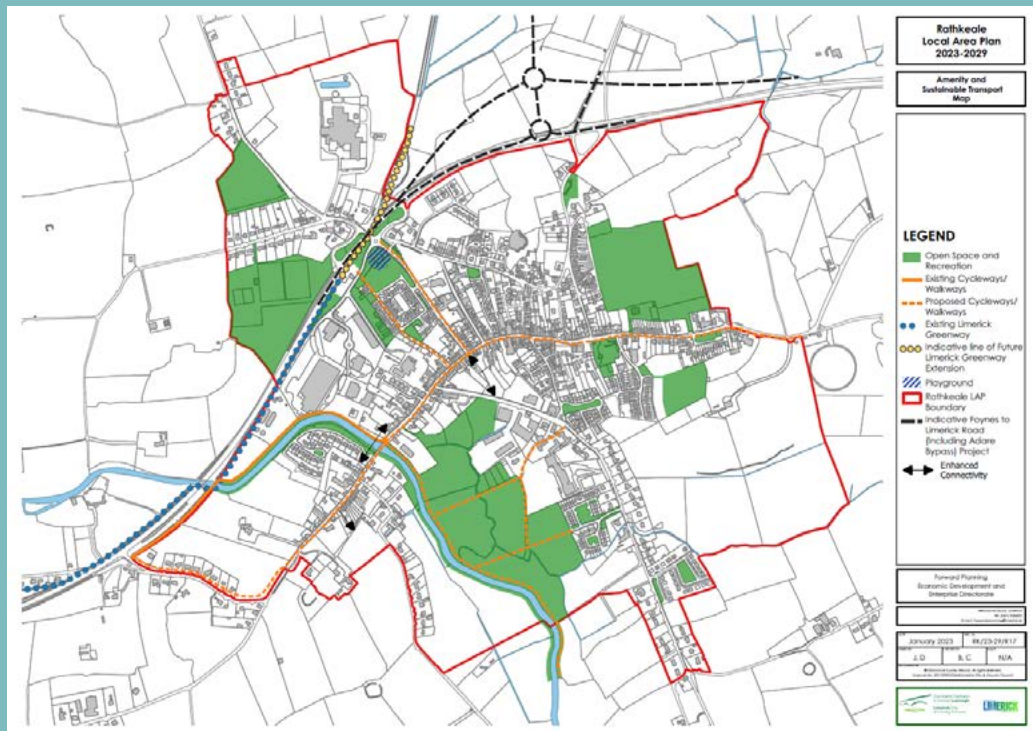 Rathkeale
Local Area Plan
2023-2029
Amenity and
Sustainable Transport
Map
LEGEND
Open Space and
Recreation
Existing Cycleways/
Walkways
Proposed Cycleways/
Walkways
Existing Limerick
Greenway
Indicative line of Future
Limerick Greenway
Extension
Playground
Rathkeale LAP
Boundary
Indicative Foynes to
Limerick Road
(Including Adare
Bypass) Project
Enhanced
Connectivity
Forward Planning
Economic Development and
Enterprise Directorate
January 2023
J. D
B. C
N/A
LIMERICK